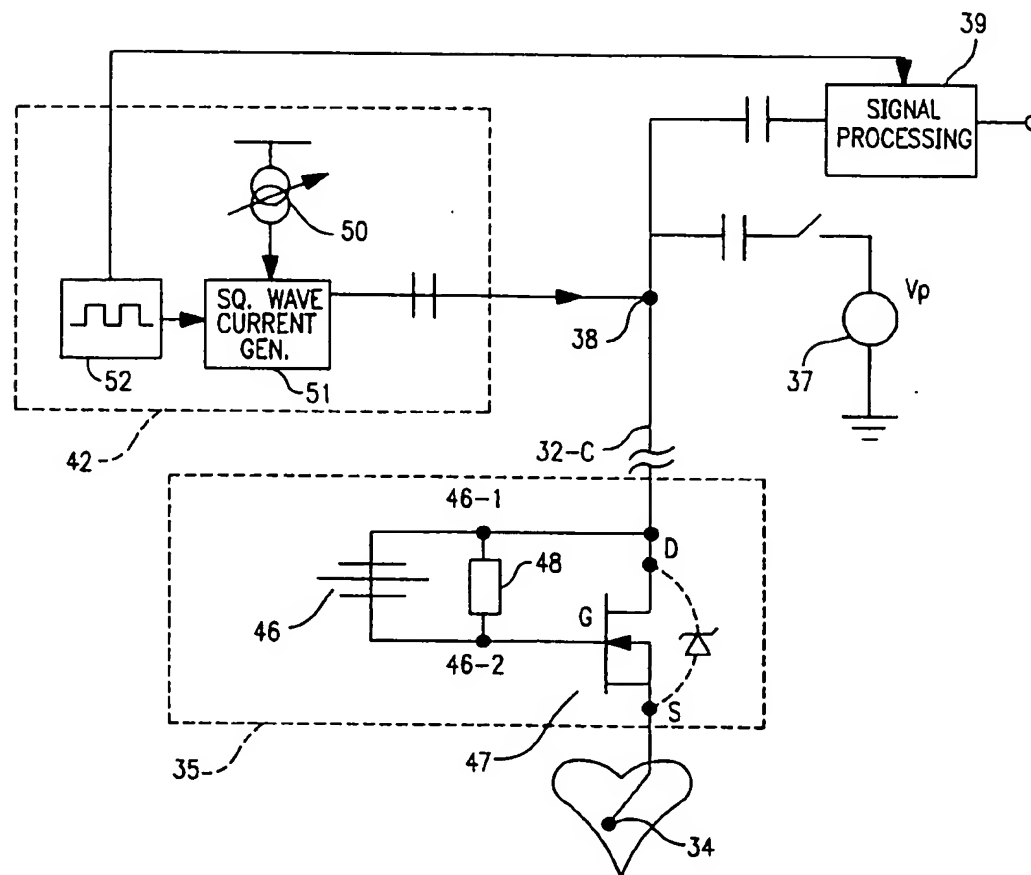 39
SIGNAL
PROCESSING
50
Vp
SQ. WAVE
CURRENT
GEN.
38
37
52
51
42
32-C
46-1
D
48
G
46
46-2
S
35
47
34